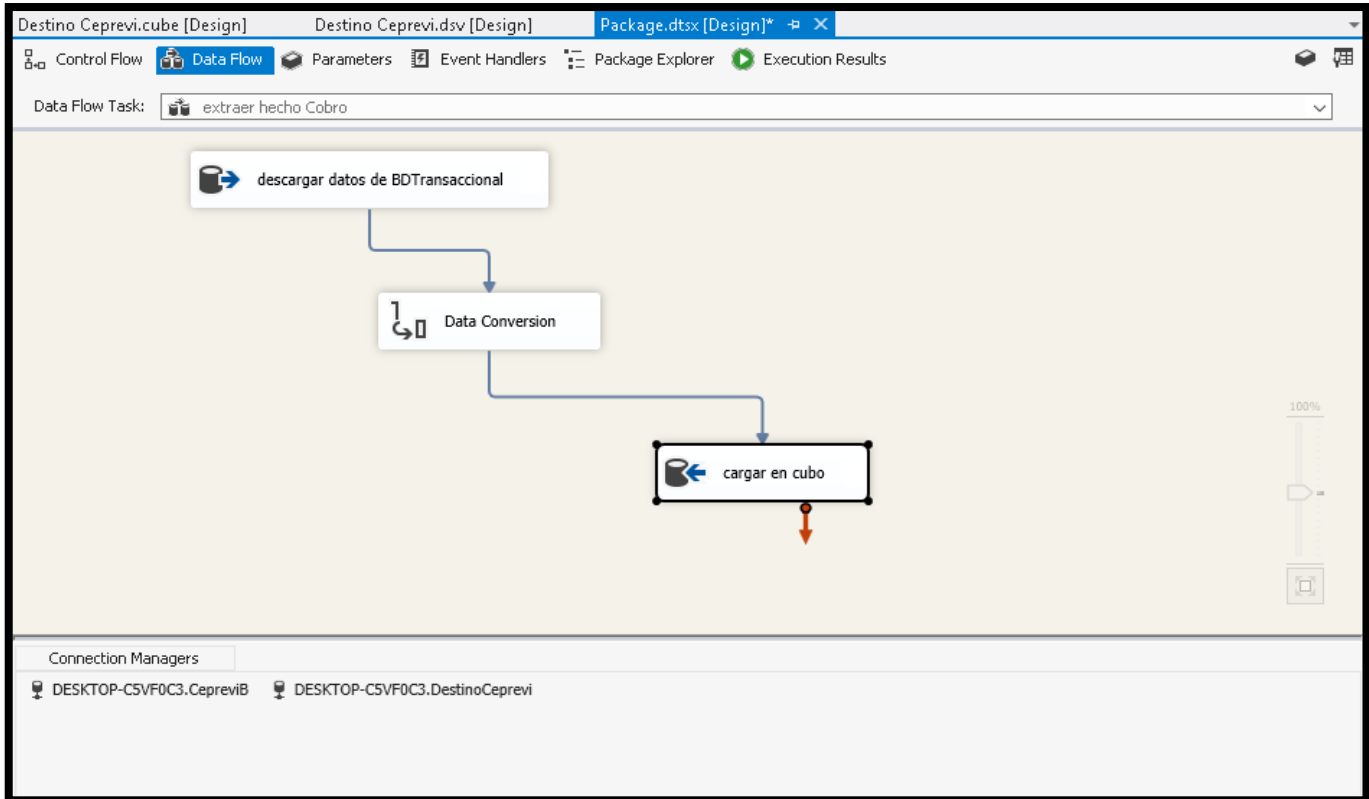 Destino Ceprevi.cube [Design] Destino Ceprevi.dsv [Design] Package.dtsx [Design]*
Control Flow Data Flow Parameters Event Handlers Package Explorer Execution Results
Data Flow Task: extraer hecho Cobro
descargar datos de BDTransaccional
Data Conversion
100%
cargar en cubo
Connection Managers
DESKTOP-C5VF0C3.CepreviB DESKTOP-C5VF0C3.DestinoCeprevi